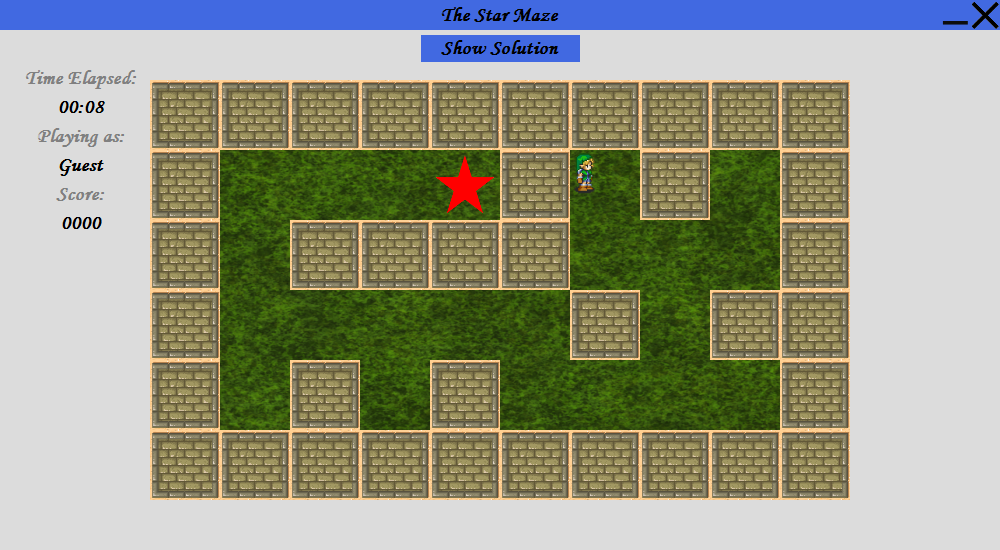 The Star Maze
Show Solution
Time Elapsed:
00:08
Playing as:
Guest
Score:
0000